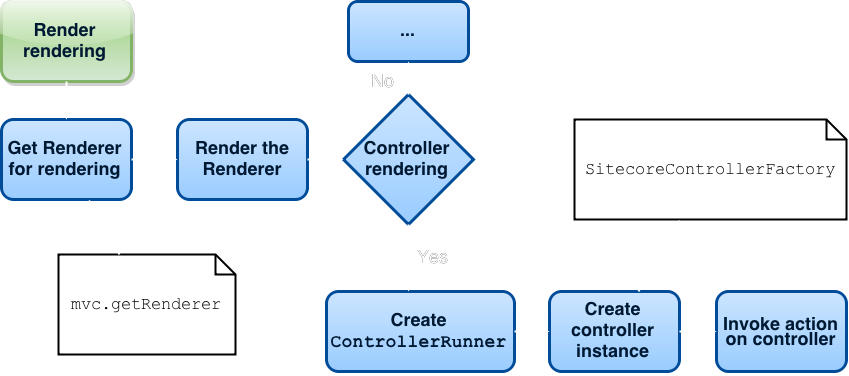 Render
rendering
...
No
Get Renderer
for rendering
Render the
Renderer
Controller
rendering
SitecoreControllerFactory
Yes
mvc.getRenderer
Create
ControllerRunner
Create
controller
instance
Invoke action
on controller